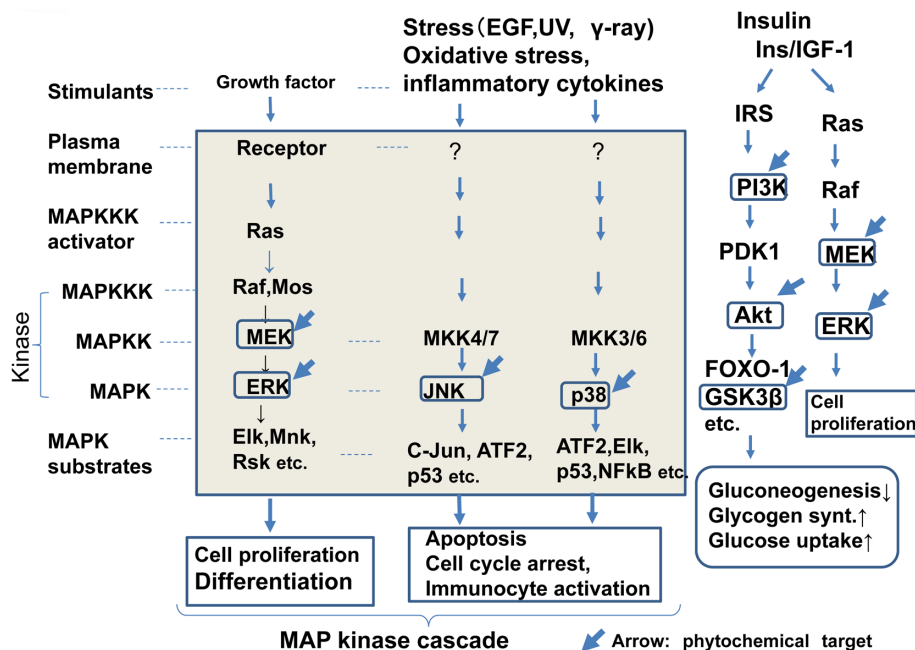 Stress(EGF,UV, γ-ray)
Oxidative stress,
inflammatory cytokines
Insulin
Ins/IGF-1
Stimulants
Growth factor
Plasma
membrane
Receptor
?
?
MAPKKK
activator
Ras
MAPKKK
Raf,Mos
Kinase
MAPKK
MEK
MKK4/7
MKK3/6
MAPK
ERK
JNK
p38
MAPK
substrates
Elk,Mnk,
Rsk etc.
C-Jun, ATF2,
p53 etc.
ATF2,Elk,
p53,NFkB etc.
Cell proliferation
Differentiation
Apoptosis
Cell cycle arrest,
Immunocyte activation
MAP kinase cascade
IRS
PI3K
PDK1
Akt
FOXO-1
GSK3β
etc.
Ras
Raf
MEK
ERK
Cell
proliferation
Gluconeogenesis↓
Glycogen synt.↑
Glucose uptake↑
Arrow: phytochemical target